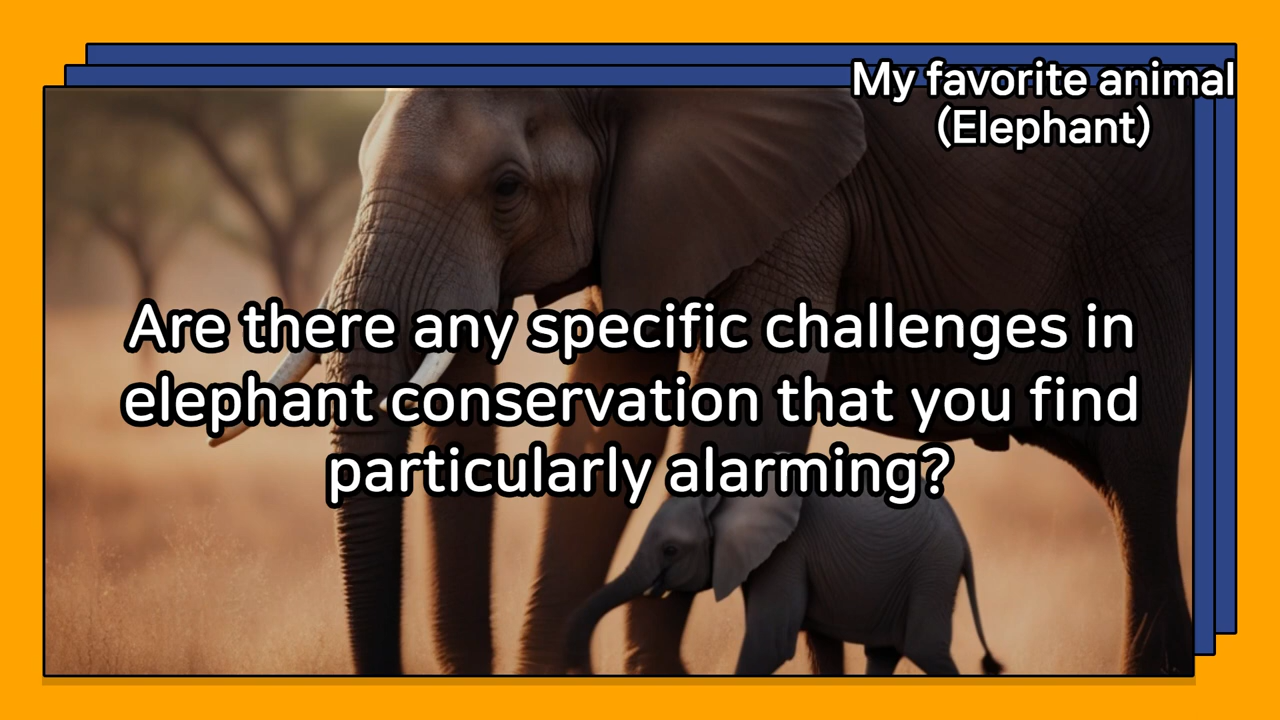 My favorite animal
(Elephant)
Are there any specific challenges in
elephant conservation that you find
particularly alarming?